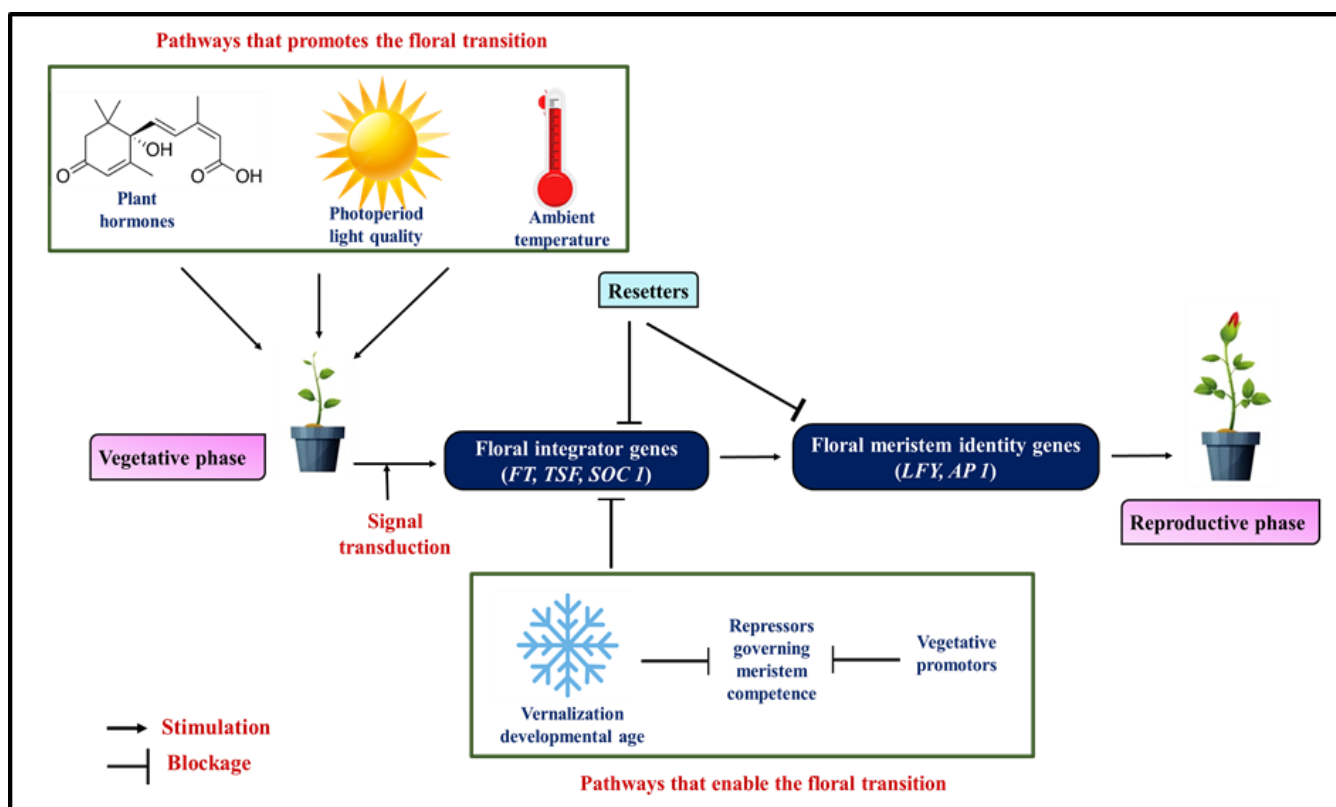 Pathways that promotes the floral transition
OH
O
O
OH
Plant
hormones
Photoperiod
light quality
Ambient
temperature
Resetters
Vegetative phase
Floral integrator genes
(FT, TSF, SOC 1)
Floral meristem identity genes
(LFY, AP 1)
Signal
transduction
Reproductive phase
Repressors
governing
meristem
competence
Vegetative
promotors
Vernalization
developmental age
Stimulation
Blockage
Pathways that enable the floral transition